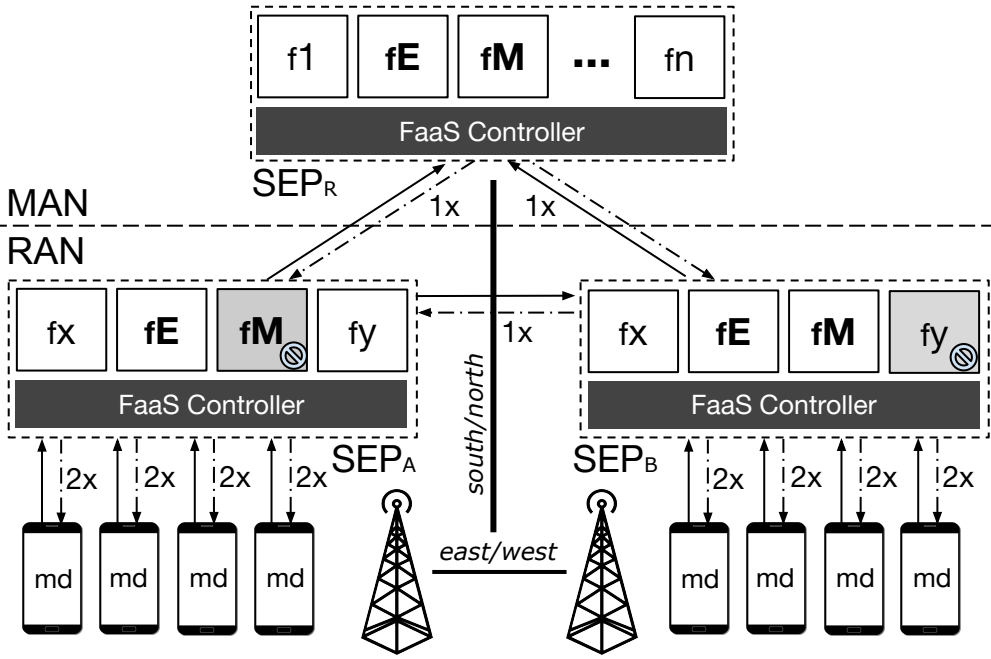 f1 fE fM ... fn
FaaS Controller
SEPR
1x 1x
MAN
RAN
fx fE fM fy
1x
fx fE fM fy
FaaS Controller
FaaS Controller
south/north
SEPA
SEPB
2x 2x 2x 2x
2x 2x 2x 2x
east/west
md md md md
md md md md